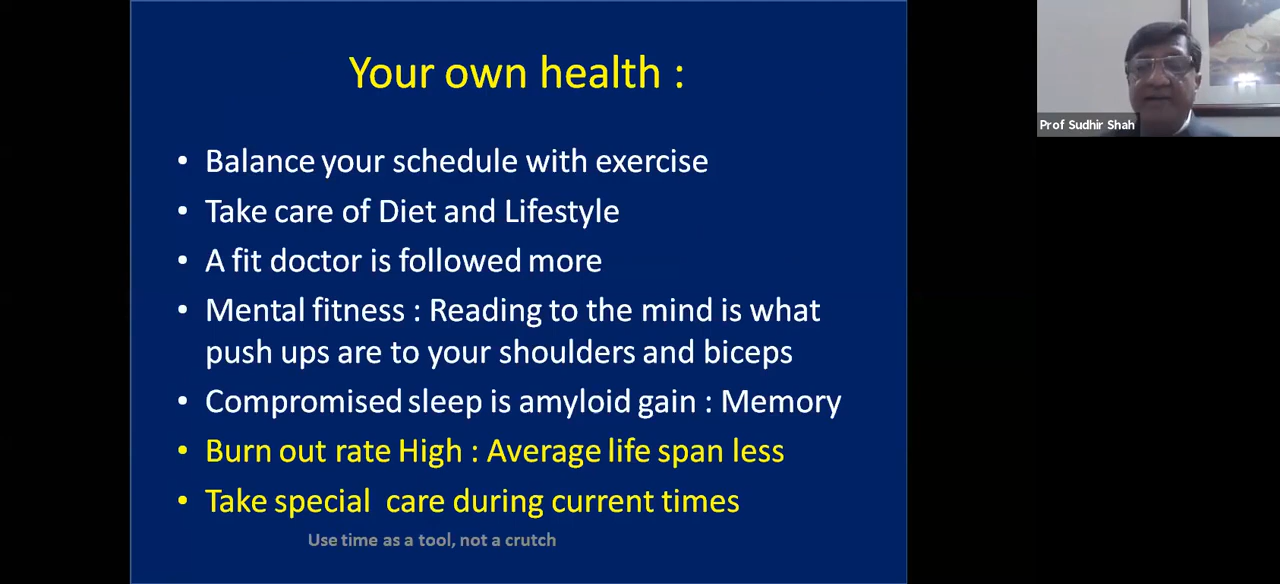 Your own health :
• Balance your schedule with exercise
• Take care of Diet and Lifestyle
• A fit doctor is followed more
• Mental fitness : Reading to the mind is what
push ups are to your shoulders and biceps
• Compromised sleep is amyloid gain : Memory
• Burn out rate High : Average life span less
• Take special  care during current times
Use time as a tool, not a crutch
Prof Sudhir Shah